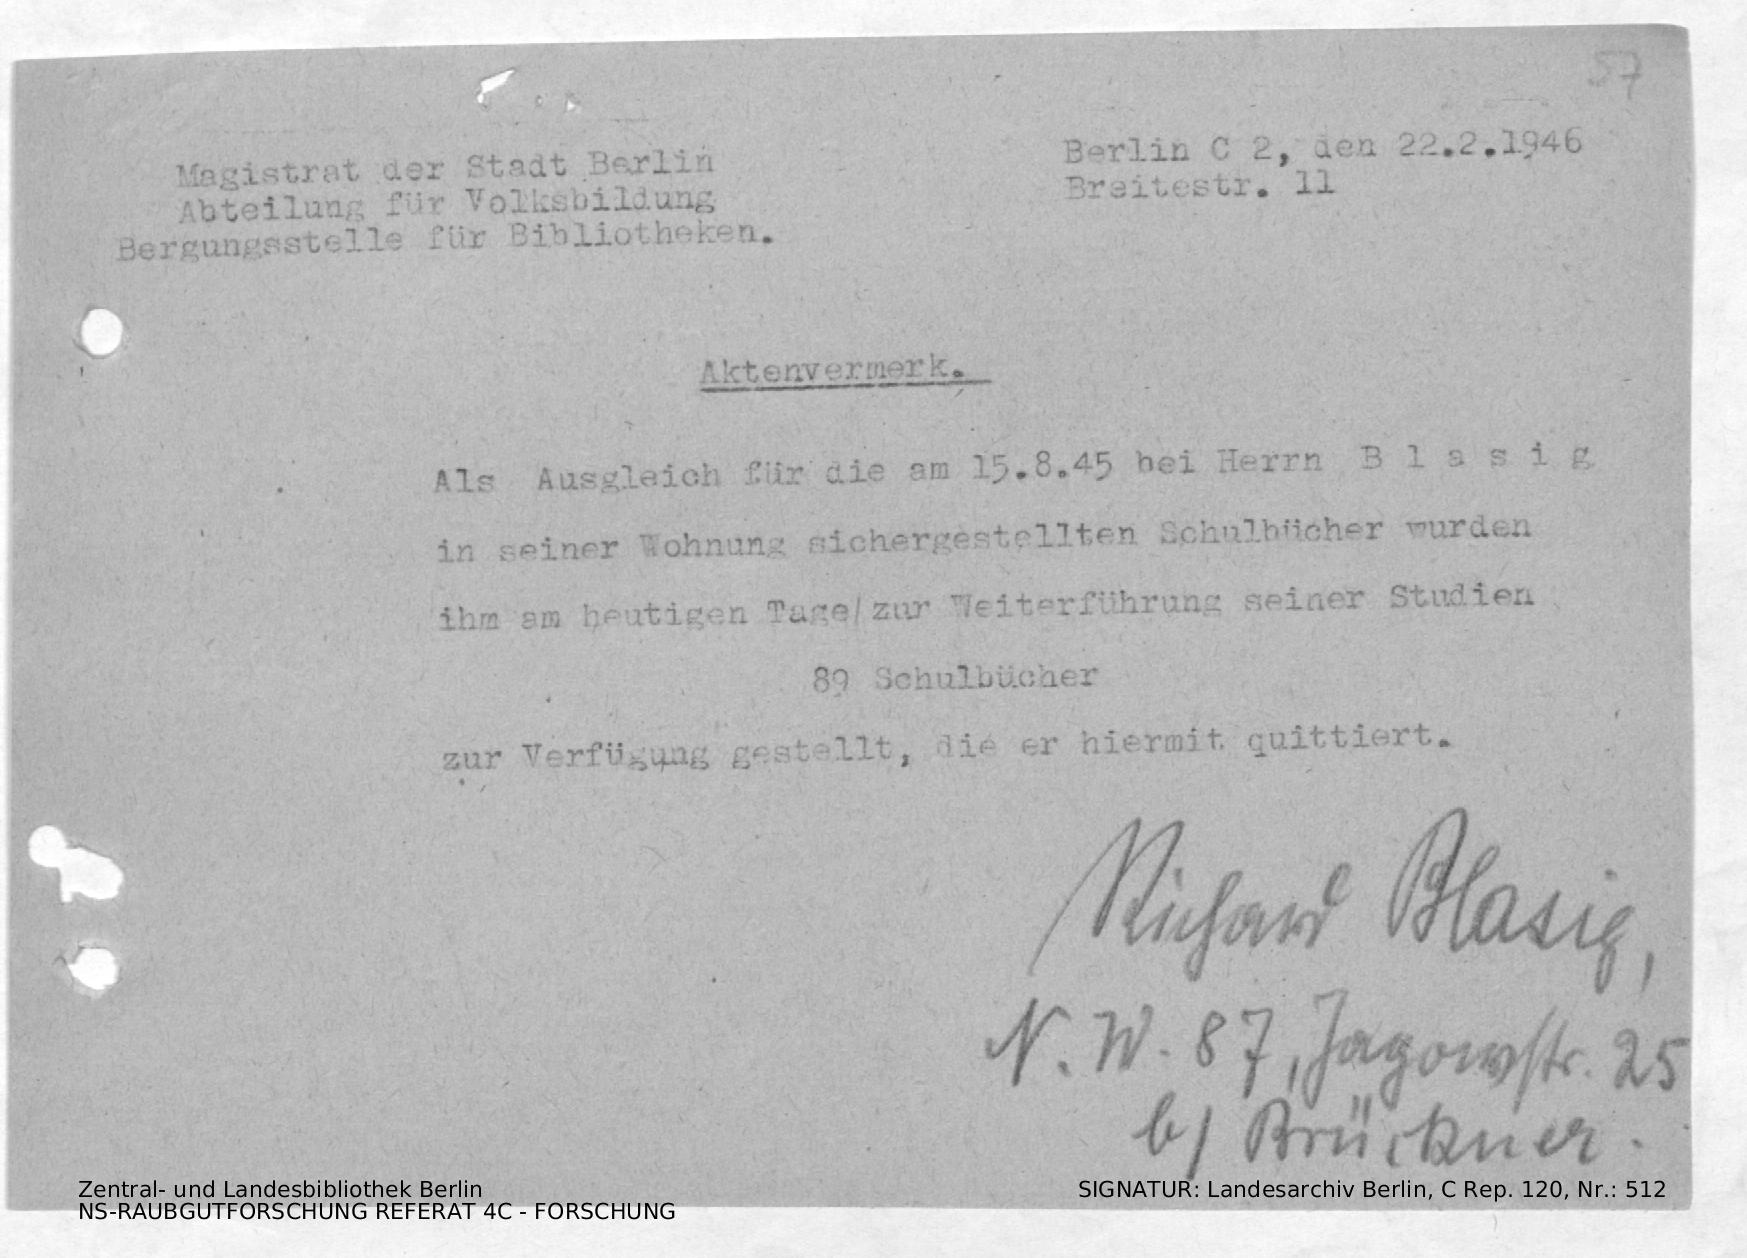 57
Magistrat der Stadt Berlin
Abteilung für Volksbildung
Bergungsstelle für Bibliotheken.
Berlin C 2, den 22.2.1946
Breitestr. 11
Aktenvermerk.
Als Ausgleich für die am 15.8.45 bei Herrn B l a s i g
in seiner Wohnung sichergestellten Schulbücher wurden
ihm am heutigen Tage/zur Weiterführung seiner Studien
89 Schulbücher
zur Verfügung gestellt, die er hiermit quittiert.
Richard Blasig,
N.W. 87, Jagowstr. 25
b/ Brückner.
Zentral- und Landesbibliothek Berlin
NS-RAUBGUTFORSCHUNG REFERAT 4C - FORSCHUNG
SIGNATUR: Landesarchiv Berlin, C Rep. 120, Nr.: 512